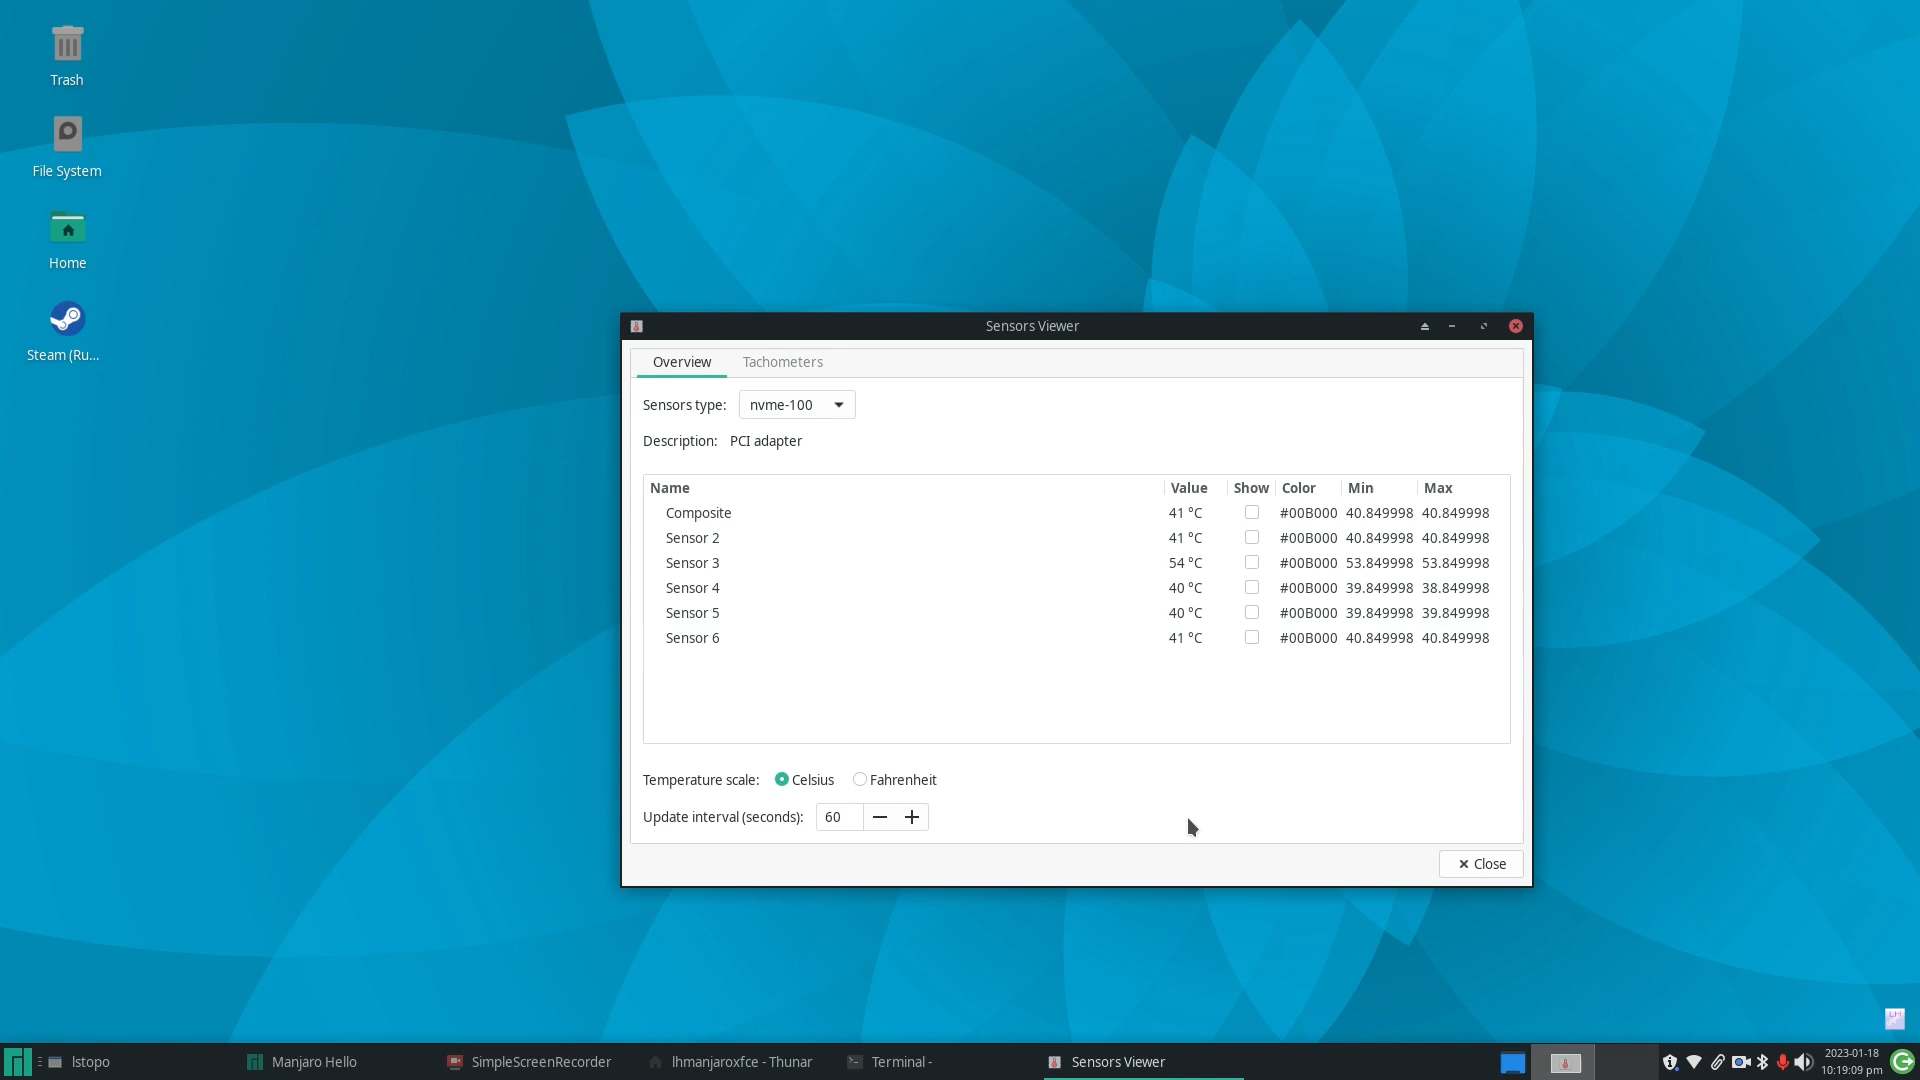 Trash
File System
Home
Steam (Ru...
Sensors Viewer
Overview Tachometers
Sensors type: nvme-100
Description: PCI adapter
Name Value Show Color Min Max
Composite 41 °C #00B000 40.849998 40.849998
Sensor 2 41 °C #00B000 40.849998 40.849998
Sensor 3 54 °C #00B000 53.849998 53.849998
Sensor 4 40 °C #00B000 39.849998 38.849998
Sensor 5 40 °C #00B000 39.849998 39.849998
Sensor 6 41 °C #00B000 40.849998 40.849998
Temperature scale: Celsius Fahrenheit
Update interval (seconds): 60
Close
LH
lstopo Manjaro Hello SimpleScreenRecorder lhmanjaroxfce - Thunar Terminal - Sensors Viewer
2023-01-18
10:19:09 pm